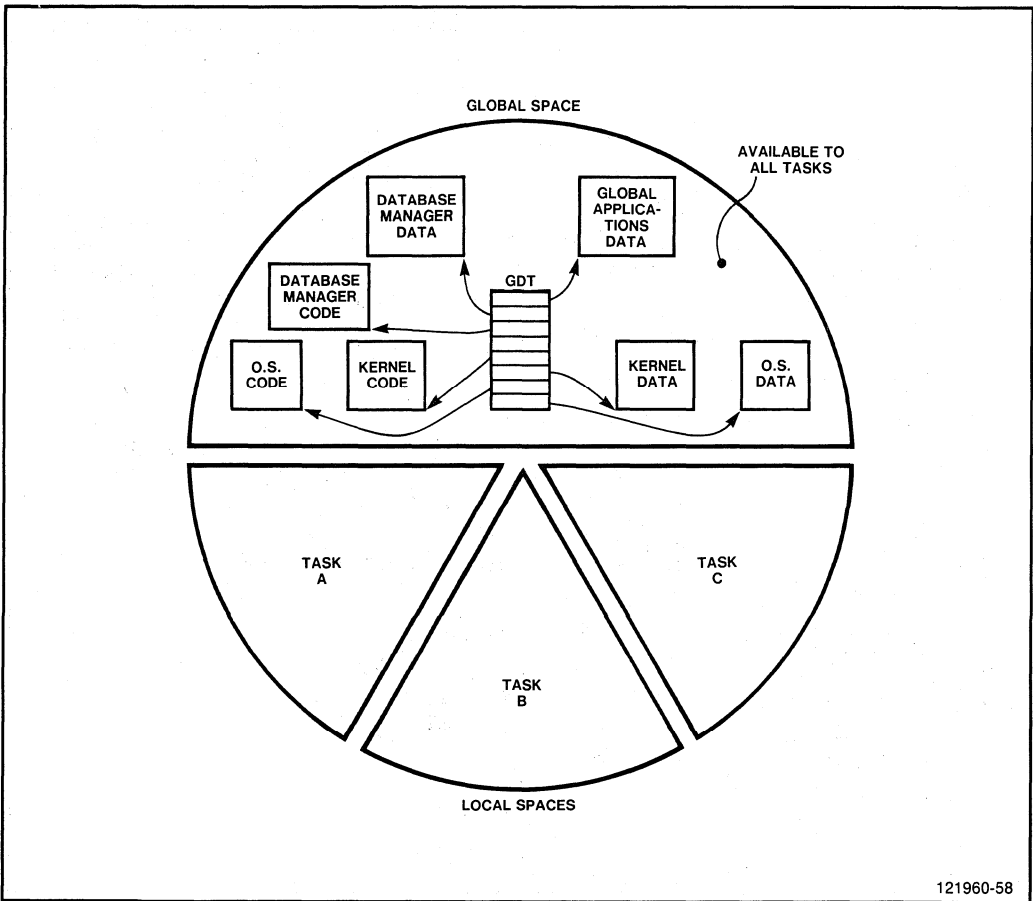 GLOBAL SPACE
AVAILABLE TO
ALL TASKS
DATABASE
MANAGER
DATA
GLOBAL
APPLICA-
TIONS
DATA
DATABASE
MANAGER
CODE
GDT
O.S.
CODE
KERNEL
CODE
KERNEL
DATA
O.S.
DATA
TASK
A
TASK
B
TASK
C
LOCAL SPACES
121960-58